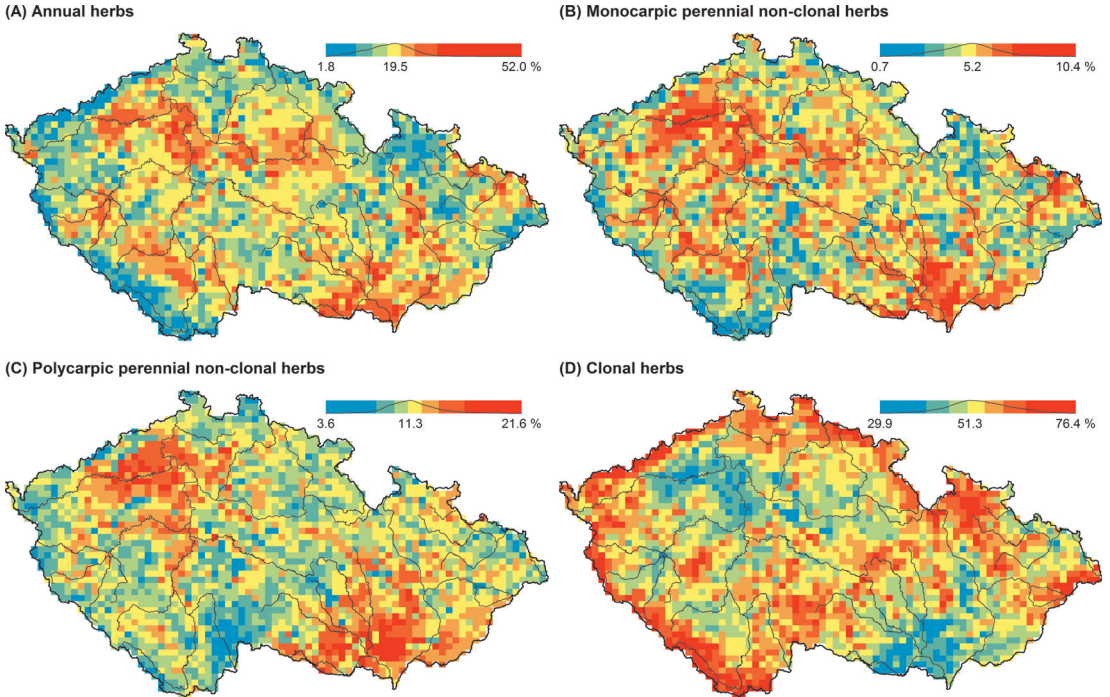 (A) Annual herbs
1.8 19.5 52.0 %
(B) Monocarpic perennial non-clonal herbs
0.7 5.2 10.4 %
(C) Polycarpic perennial non-clonal herbs
3.6 11.3 21.6 %
(D) Clonal herbs
29.9 51.3 76.4 %